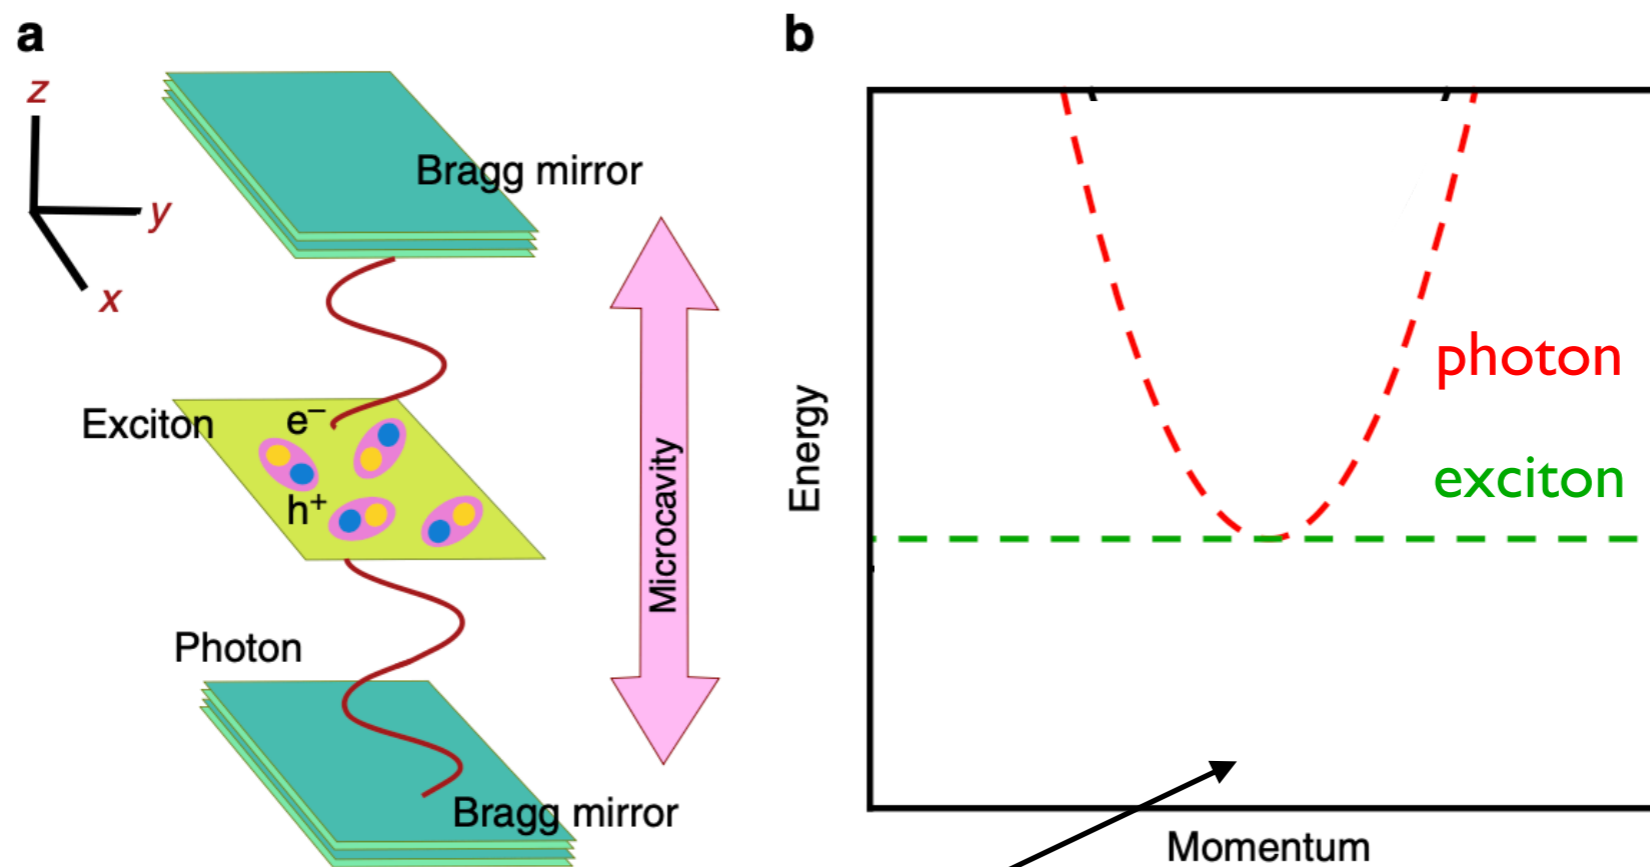 a
z
y
x
Bragg mirror
Exciton
e−
h+
Microcavity
Photon
Bragg mirror
b
Energy
photon
exciton
Momentum